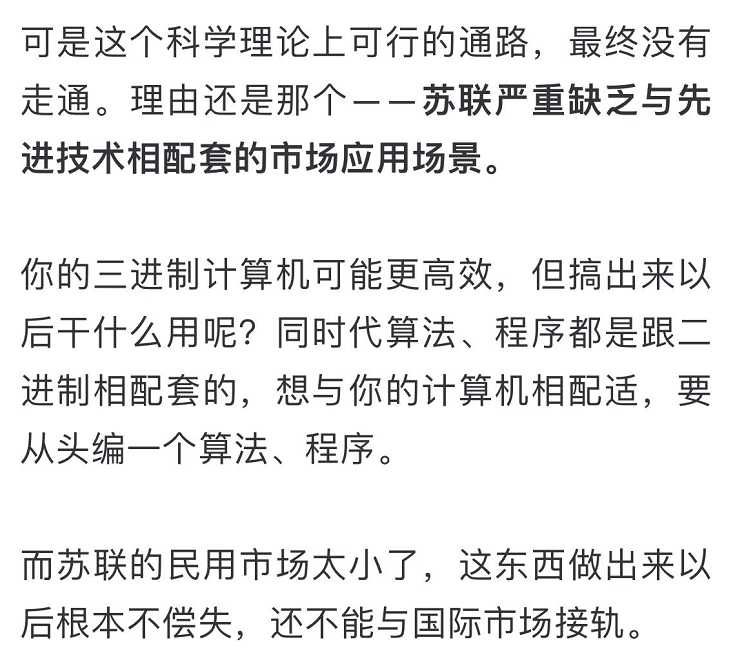 可是这个科学理论上可行的通路，最终没有
走通。理由还是那个——苏联严重缺乏与先
进技术相配套的市场应用场景。
你的三进制计算机可能更高效，但搞出来以
后干什么用呢？同时代算法、程序都是跟二
进制相配套的，想与你的计算机相配适，要
从头编一个算法、程序。
而苏联的民用市场太小了，这东西做出来以
后根本不偿失，还不能与国际市场接轨。